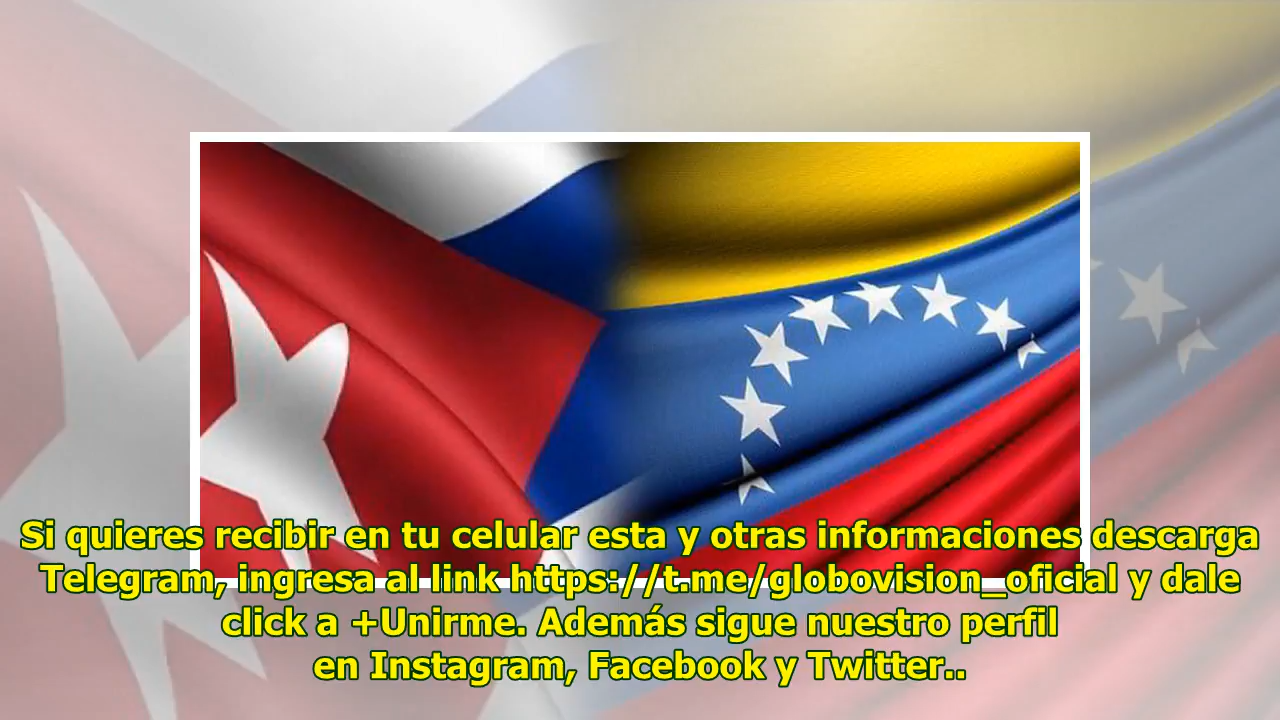 Si quieres recibir en tu celular esta y otras informaciones descarga
Telegram, ingresa al link https://t.me/globovision_oficial y dale
click a +Unirme. Además sigue nuestro perfil
en Instagram, Facebook y Twitter..